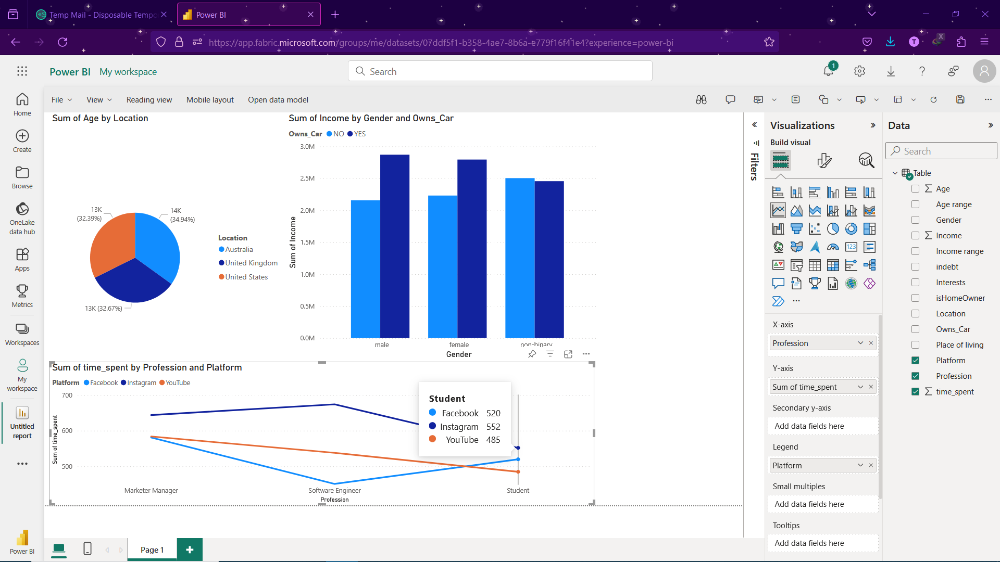 Temp Mail - Disposable Tempo
Power BI
https://app.fabric.microsoft.com/groups/me/datasets/07ddf5f1-b358-4ae7-8b6a-e779f16f41e4?experience=power-bi
T
X
Power BI My workspace
Search
1
File View Reading view Mobile layout Open data model
Home
Create
Browse
OneLake
data hub
Apps
Metrics
Workspaces
My
workspace
Untitled
report
Power BI
Sum of Age by Location
13K
(32.39%)
14K
(34.94%)
13K (32.67%)
Location
Australia
United Kingdom
United States
Sum of Income by Gender and Owns_Car
Owns_Car NO YES
3.0M
2.5M
2.0M
1.5M
1.0M
0.5M
0.0M
Sum of Income
male female non-binary
Gender
Sum of time_spent by Profession and Platform
Platform Facebook Instagram YouTube
700
600
500
Sum of time_spent
Student
Facebook 520
Instagram 552
YouTube 485
Marketer Manager Software Engineer Student
Profession
Page 1
Filters
Visualizations
Build visual
123
X-axis
Profession
Y-axis
Sum of time_spent
Secondary y-axis
Add data fields here
Legend
Platform
Small multiples
Add data fields here
Tooltips
Add data fields here
Data
Search
Table
Age
Age range
Gender
Income
Income range
indebt
Interests
isHomeOwner
Location
Owns_Car
Place of living
Platform
Profession
time_spent